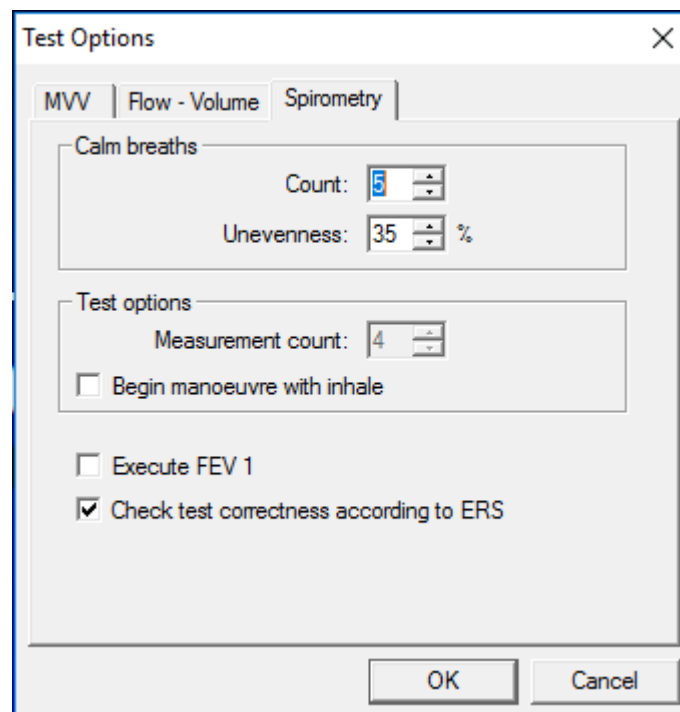 Test Options
MVV Flow - Volume Spirometry
Calm breaths
Count: 5
Unevenness: 35 %
Test options
Measurement count: 4
Begin manoeuvre with inhale
Execute FEV 1
Check test correctness according to ERS
OK Cancel